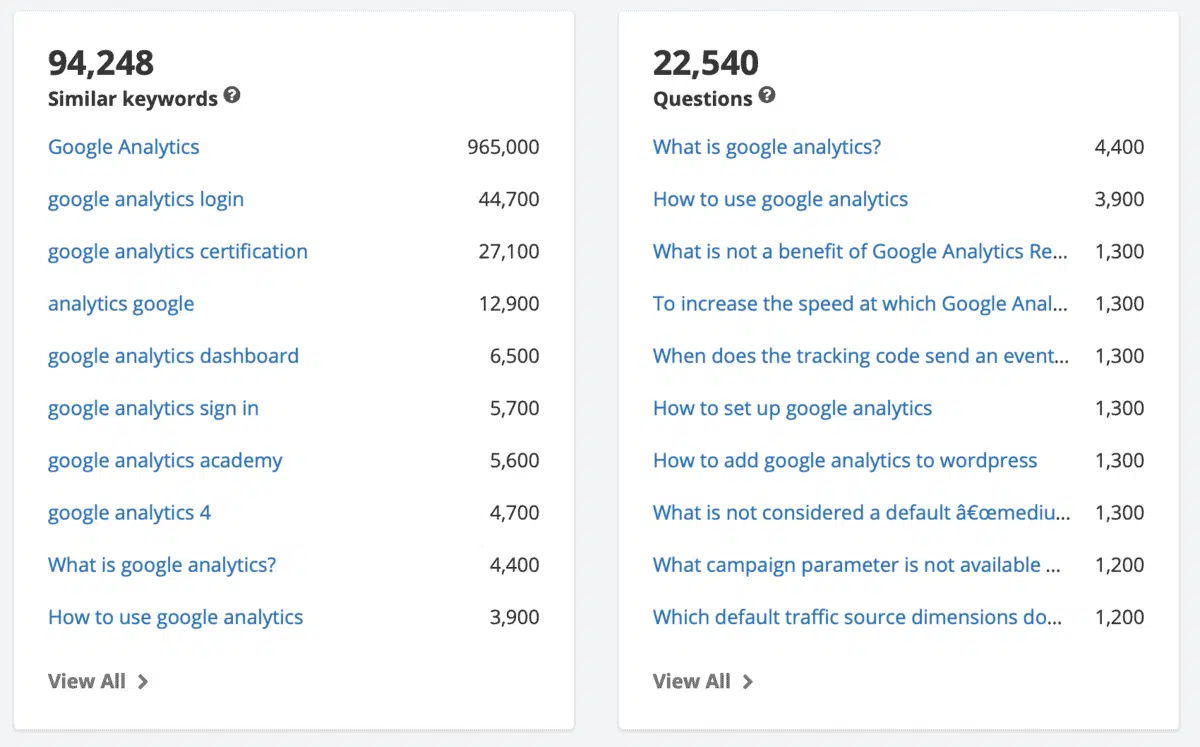 94,248
Similar keywords ?
Google Analytics 965,000
google analytics login 44,700
google analytics certification 27,100
analytics google 12,900
google analytics dashboard 6,500
google analytics sign in 5,700
google analytics academy 5,600
google analytics 4 4,700
What is google analytics? 4,400
How to use google analytics 3,900
View All >
22,540
Questions ?
What is google analytics? 4,400
How to use google analytics 3,900
What is not a benefit of Google Analytics Re... 1,300
To increase the speed at which Google Anal... 1,300
When does the tracking code send an event... 1,300
How to set up google analytics 1,300
How to add google analytics to wordpress 1,300
What is not considered a default â€œmediu... 1,300
What campaign parameter is not available ... 1,200
Which default traffic source dimensions do... 1,200
View All >